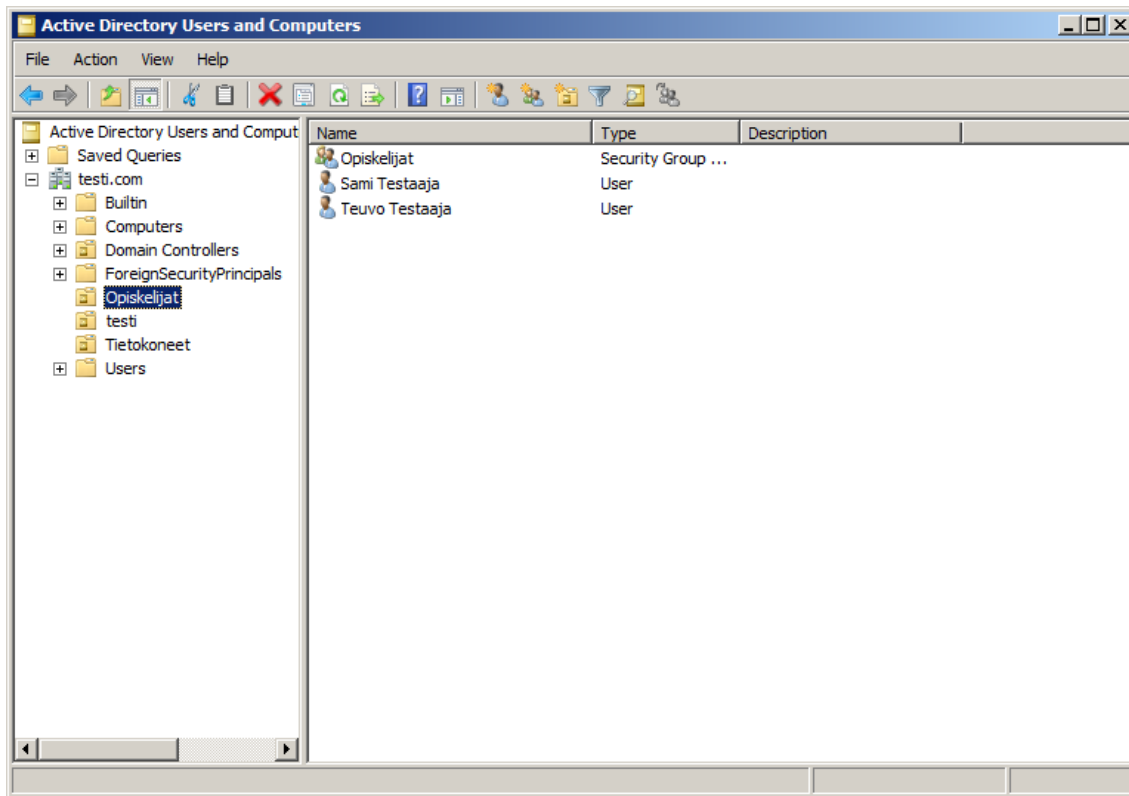 Active Directory Users and Computers
File Action View Help
Active Directory Users and Comput
Saved Queries
testi.com
Builtin
Computers
Domain Controllers
ForeignSecurityPrincipals
Opiskelijat
testi
Tietokoneet
Users
Name Type Description
Opiskelijat Security Group ...
Sami Testaaja User
Teuvo Testaaja User